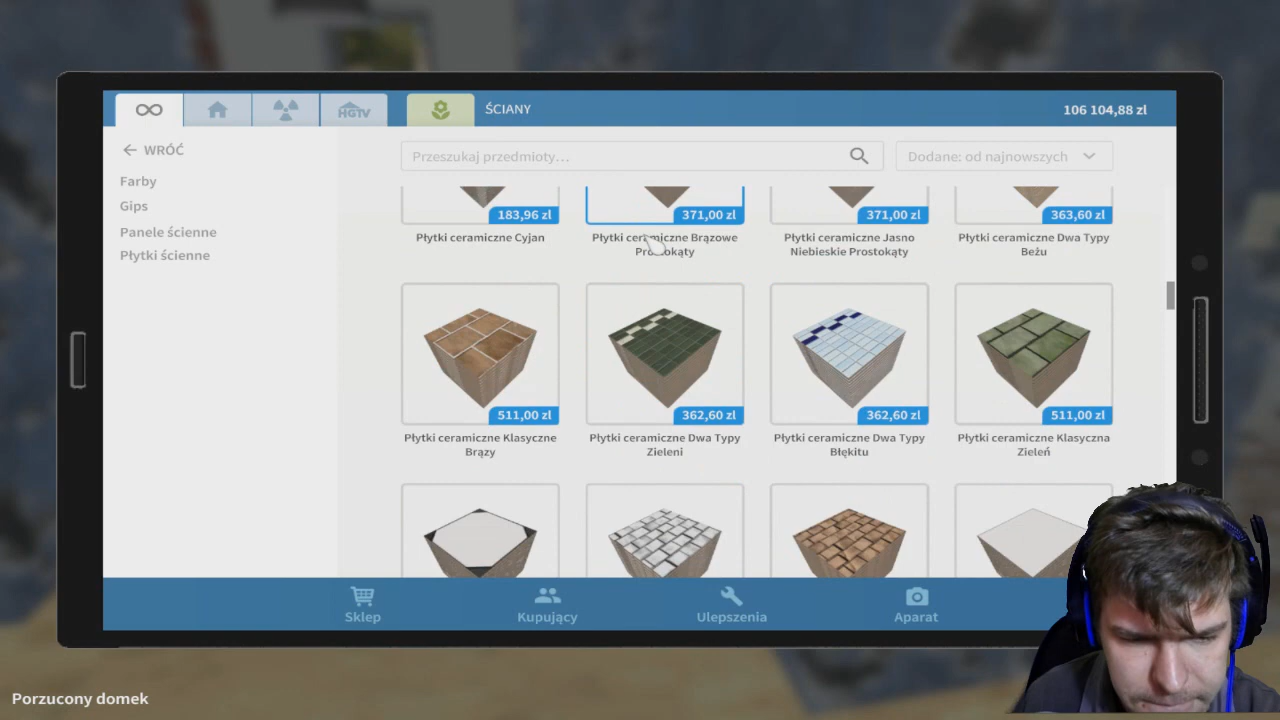 HGTV
ŚCIANY
106 104,88 zl
WRÓĆ
Przeszukaj przedmioty...
Dodane: od najnowszych
Farby
Gips
Panele ścienne
Płytki ścienne
183,96 zl
371,00 zl
371,00 zl
363,60 zl
Płytki ceramiczne Cyjan
Płytki ceramiczne Brązowe
Prostokąty
Płytki ceramiczne Jasno
Niebieskie Prostokąty
Płytki ceramiczne Dwa Typy
Beżu
511,00 zl
362,60 zl
362,60 zl
511,00 zl
Płytki ceramiczne Klasyczne
Brązy
Płytki ceramiczne Dwa Typy
Zieleni
Płytki ceramiczne Dwa Typy
Błękitu
Płytki ceramiczne Klasyczna
Zieleń
Sklep
Kupujący
Ulepszenia
Aparat
Porzucony domek